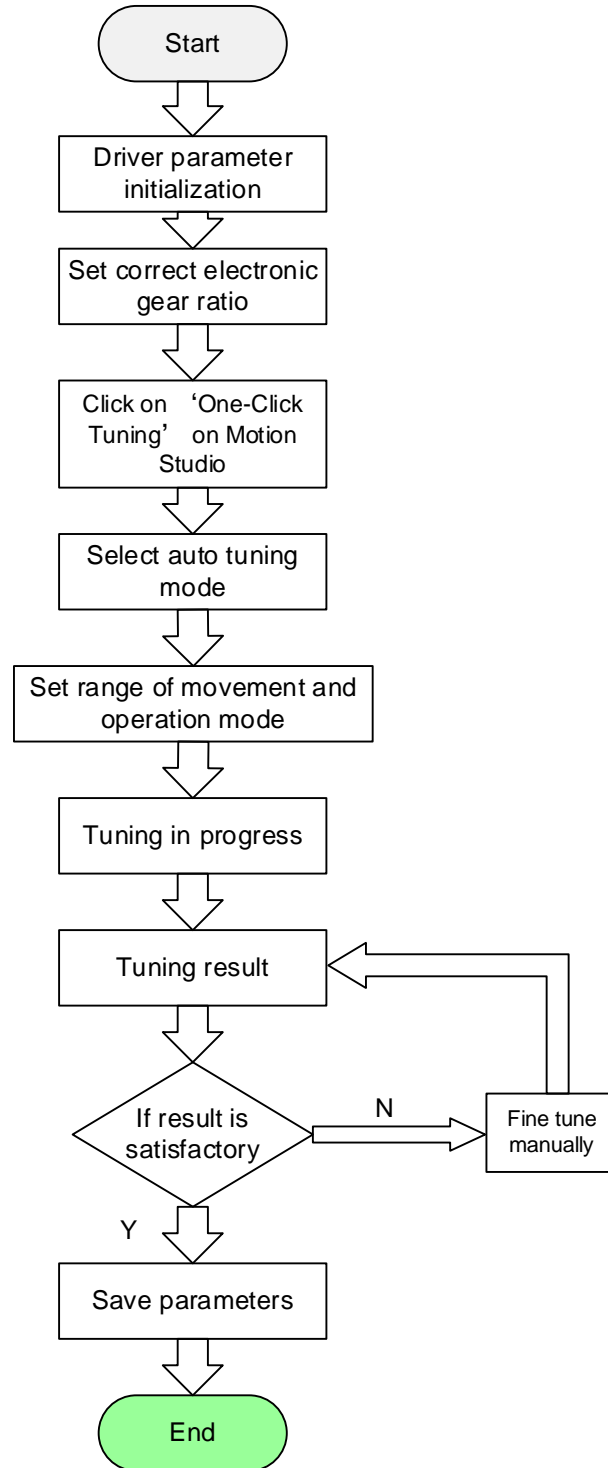 Start
Driver parameter
initialization
Set correct electronic
gear ratio
Click on ‘One-Click
Tuning’ on Motion
Studio
Select auto tuning
mode
Set range of movement and
operation mode
Tuning in progress
Tuning result
If result is
satisfactory
N
Fine tune
manually
Y
Save parameters
End